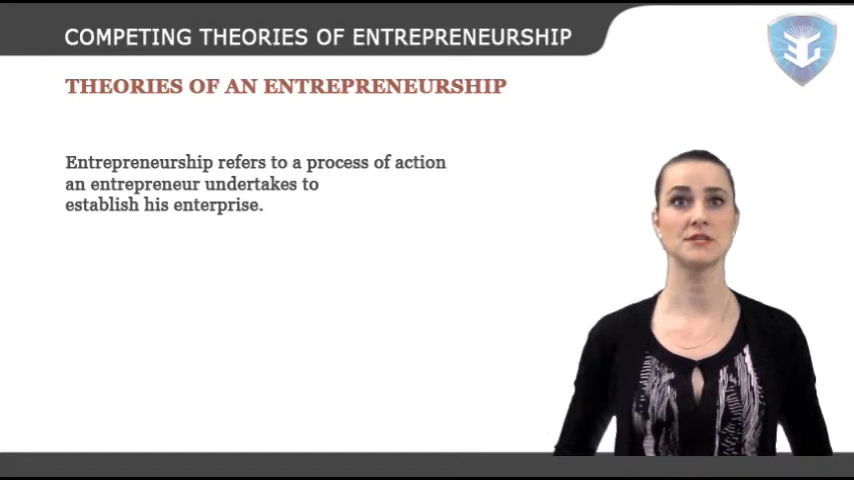 COMPETING THEORIES OF ENTREPRENEURSHIP
THEORIES OF AN ENTREPRENEURSHIP
Entrepreneurship refers to a process of action
an entrepreneur undertakes to
establish his enterprise.